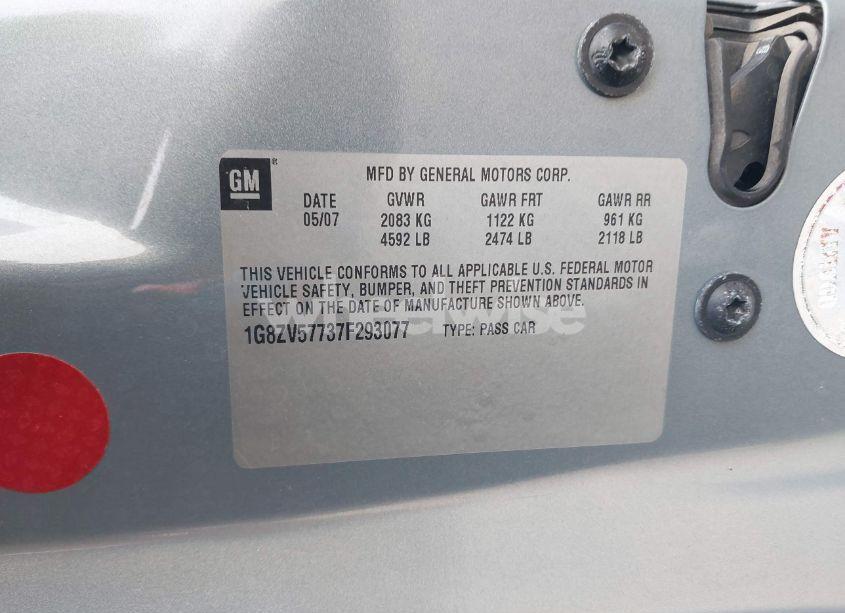 GM
MFD BY GENERAL MOTORS CORP.
DATE GVWR GAWR FRT GAWR RR
05/07 2083 KG 1122 KG 961 KG
4592 LB 2474 LB 2118 LB
THIS VEHICLE CONFORMS TO ALL APPLICABLE U.S. FEDERAL MOTOR
VEHICLE SAFETY, BUMPER, AND THEFT PREVENTION STANDARDS IN
EFFECT ON THE DATE OF MANUFACTURE SHOWN ABOVE.
wheelwise
1G8ZV57737F293077 TYPE: PASS CAR